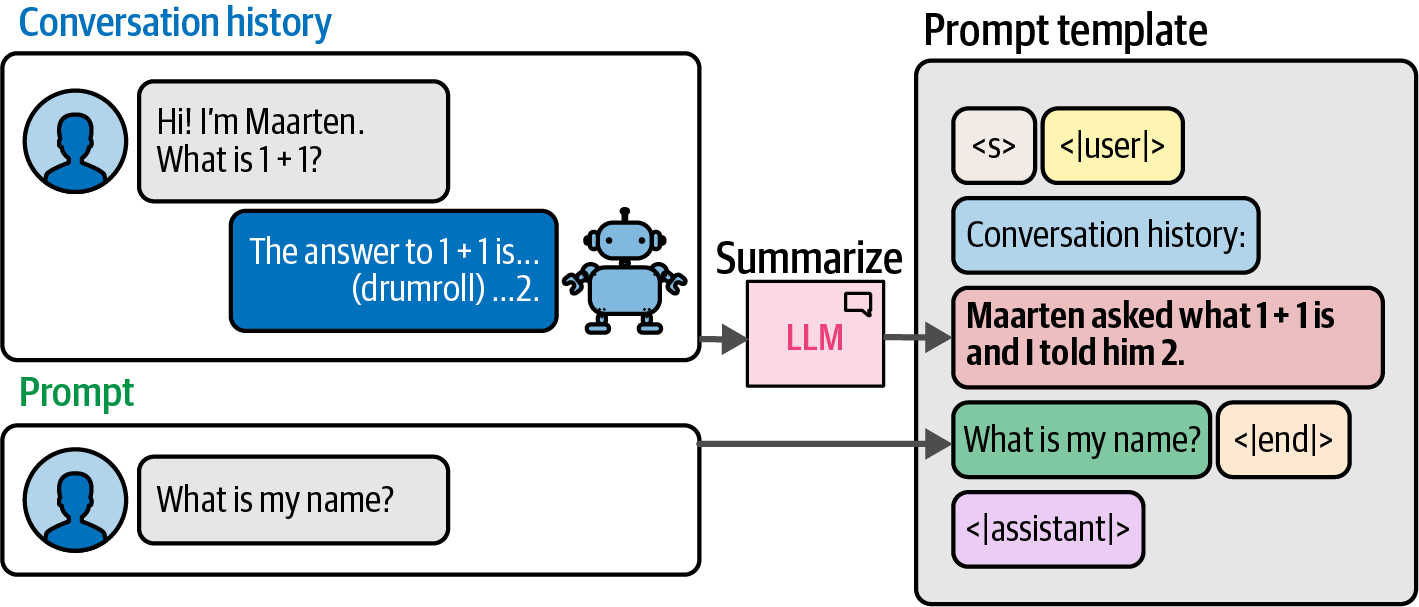 Conversation history
Hi! I'm Maarten.
What is 1 + 1?
The answer to 1 + 1 is...
(drumroll) ...2.
Prompt
What is my name?
Summarize
LLM
Prompt template
<s> <|user|>
Conversation history:
Maarten asked what 1 + 1 is
and I told him 2.
What is my name? <|end|>
<|assistant|>